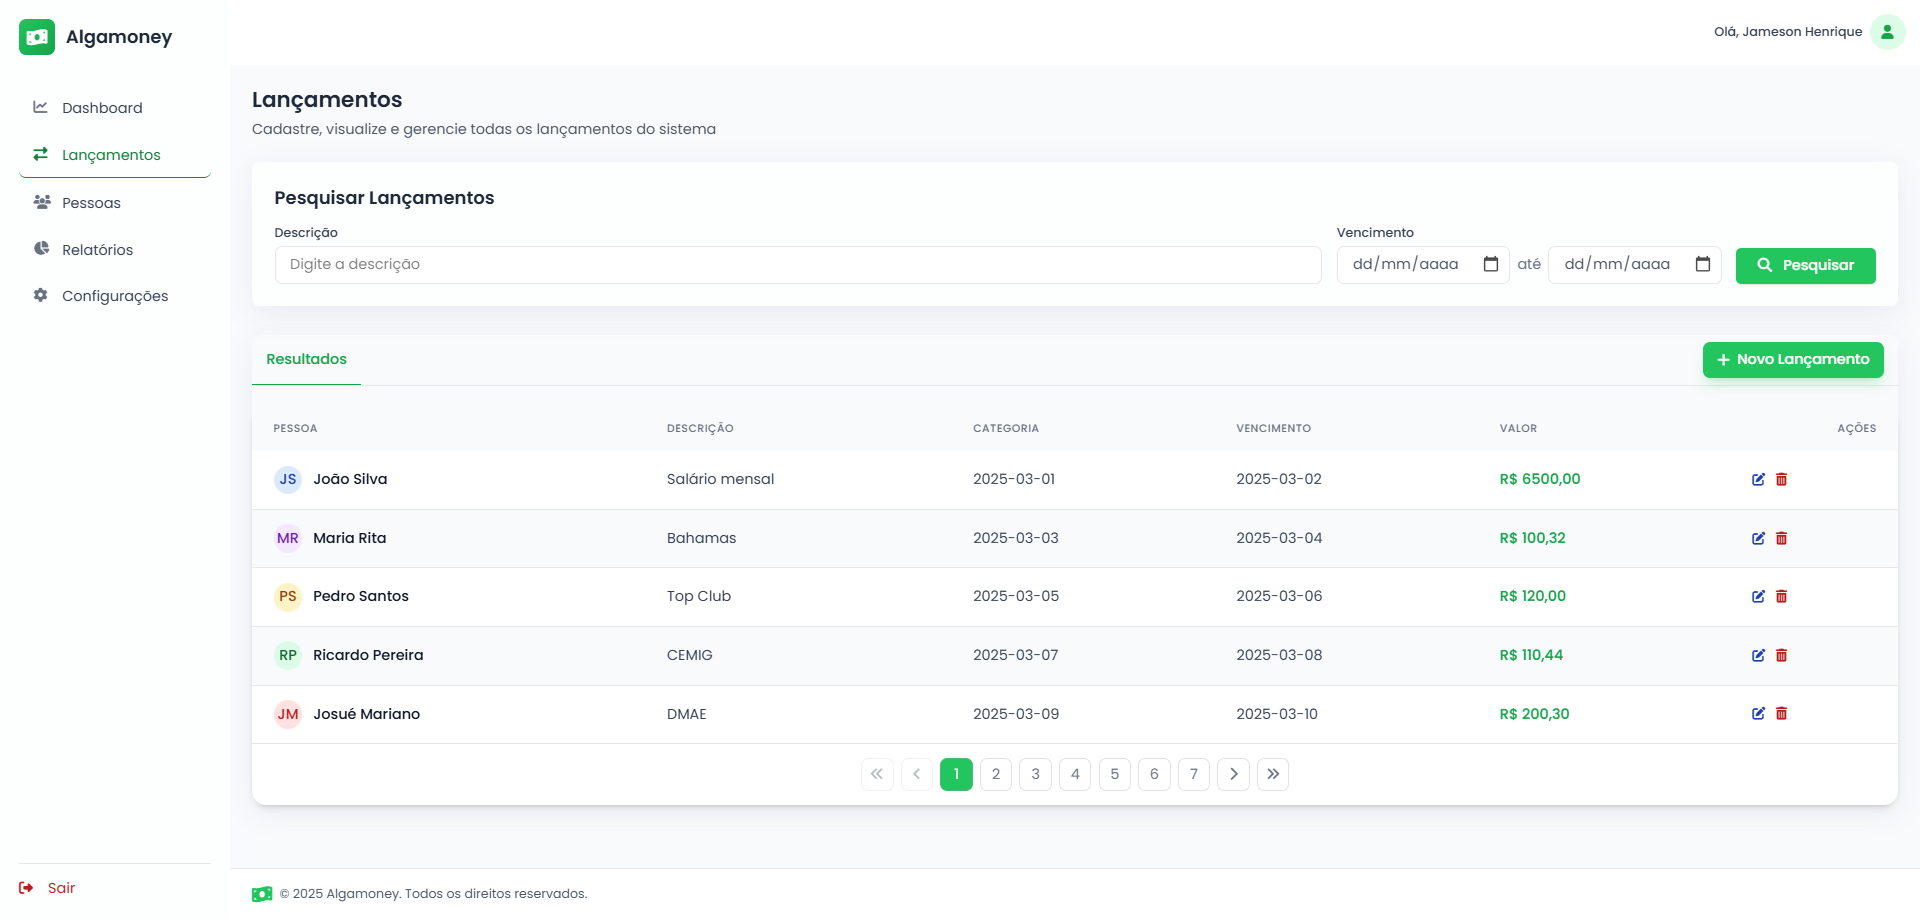 Algamoney
Olá, Jameson Henrique
Dashboard
Lançamentos
Pessoas
Relatórios
Configurações
Sair
Lançamentos
Cadastre, visualize e gerencie todas os lançamentos do sistema
Pesquisar Lançamentos
Descrição
Vencimento
Digite a descrição
dd/mm/aaaa até dd/mm/aaaa
Pesquisar
Resultados
Novo Lançamento
PESSOA DESCRIÇÃO CATEGORIA VENCIMENTO VALOR AÇÕES
JS João Silva Salário mensal 2025-03-01 2025-03-02 R$ 6500,00
MR Maria Rita Bahamas 2025-03-03 2025-03-04 R$ 100,32
PS Pedro Santos Top Club 2025-03-05 2025-03-06 R$ 120,00
RP Ricardo Pereira CEMIG 2025-03-07 2025-03-08 R$ 110,44
JM Josué Mariano DMAE 2025-03-09 2025-03-10 R$ 200,30
1 2 3 4 5 6 7
© 2025 Algamoney. Todos os direitos reservados.